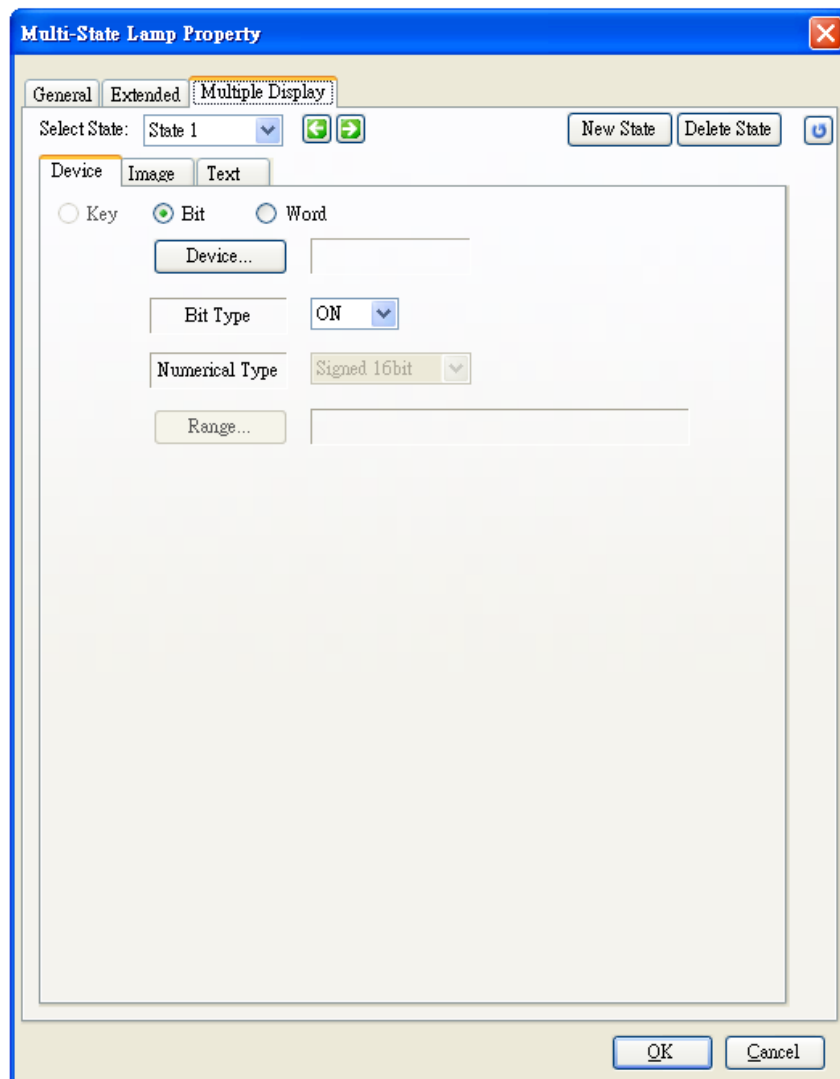 Multi-State Lamp Property
General Extended Multiple Display
Select State: State 1 New State Delete State
Device Image Text
Key Bit Word
Device...
Bit Type ON
Numerical Type Signed 16bit
Range...
OK Cancel